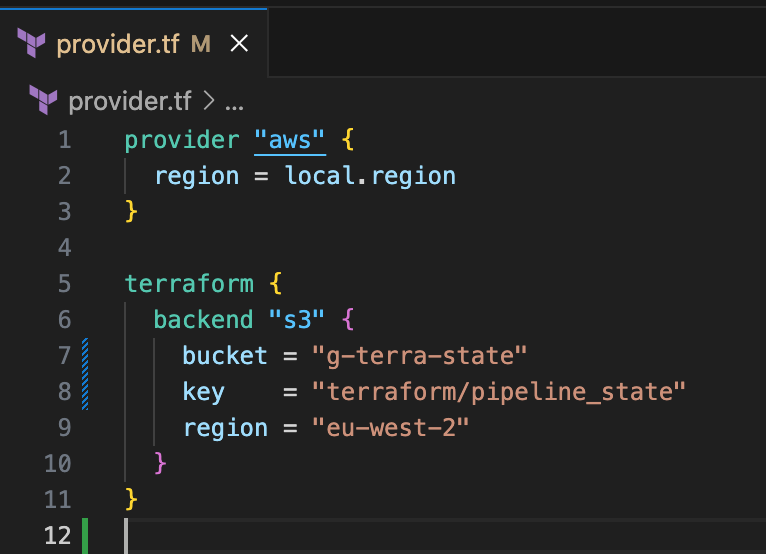 provider.tf M ×
provider.tf > ...
1 provider "aws" {
2   region = local.region
3 }
4
5 terraform {
6   backend "s3" {
7     bucket = "g-terra-state"
8     key    = "terraform/pipeline_state"
9     region = "eu-west-2"
10   }
11 }
12